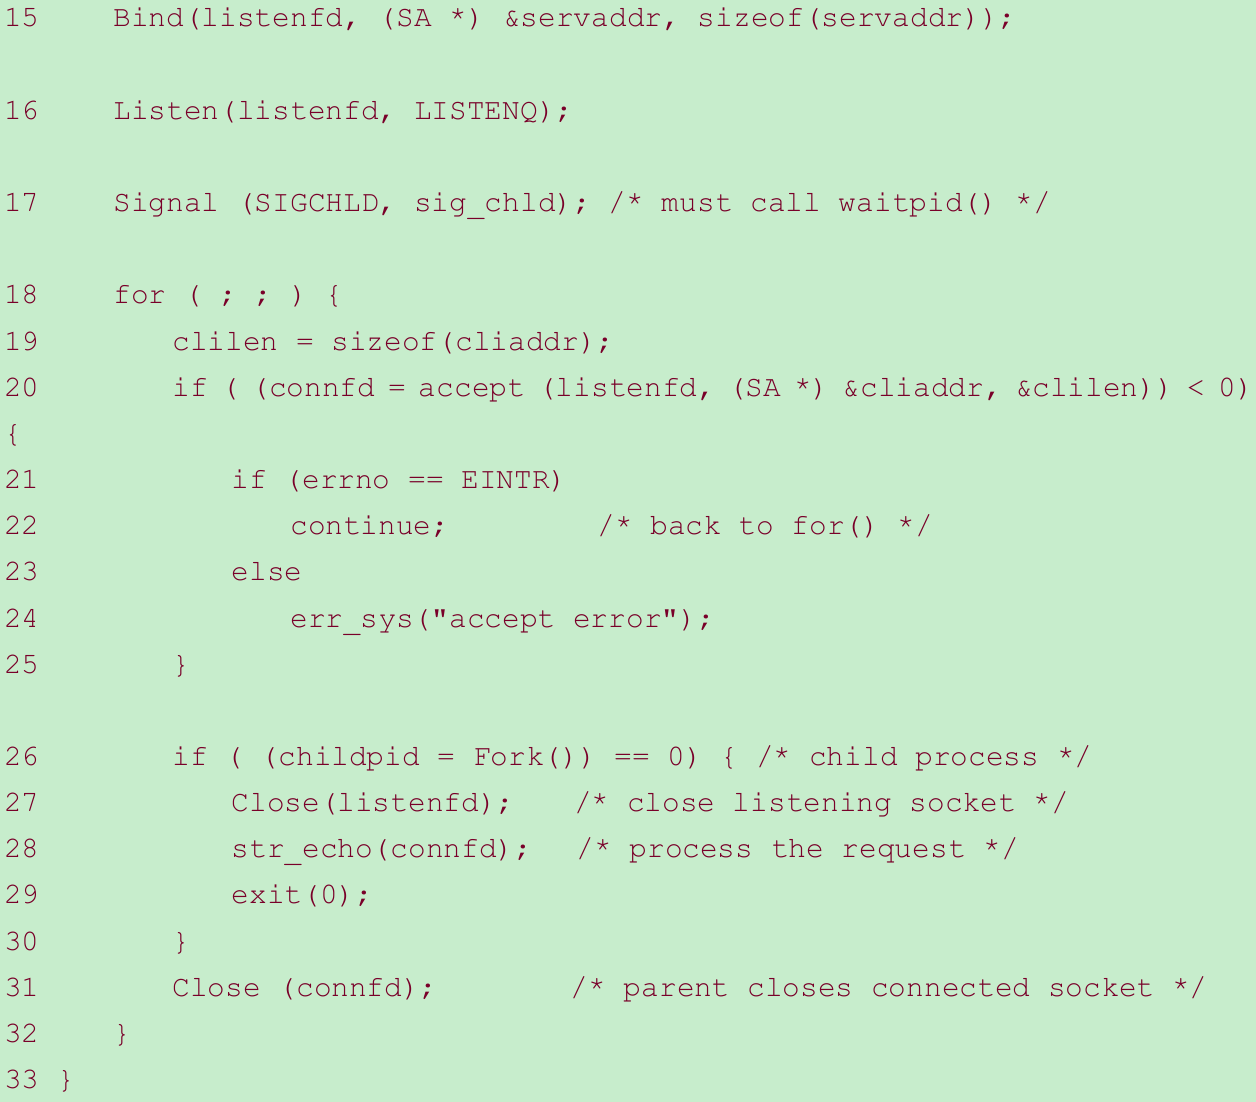 15    Bind(listenfd, (SA *) &servaddr, sizeof(servaddr));
16    Listen(listenfd, LISTENQ);
17    Signal (SIGCHLD, sig_chld); /* must call waitpid() */
18    for ( ; ; ) {
19       clilen = sizeof(cliaddr);
20       if ( (connfd = accept (listenfd, (SA *) &cliaddr, &clilen)) < 0)
{
21          if (errno == EINTR)
22             continue;        /* back to for() */
23          else
24             err_sys("accept error");
25       }
26       if ( (childpid = Fork()) == 0) { /* child process */
27          Close(listenfd);   /* close listening socket */
28          str_echo(connfd);  /* process the request */
29          exit(0);
30       }
31       Close (connfd);       /* parent closes connected socket */
32    }
33 }